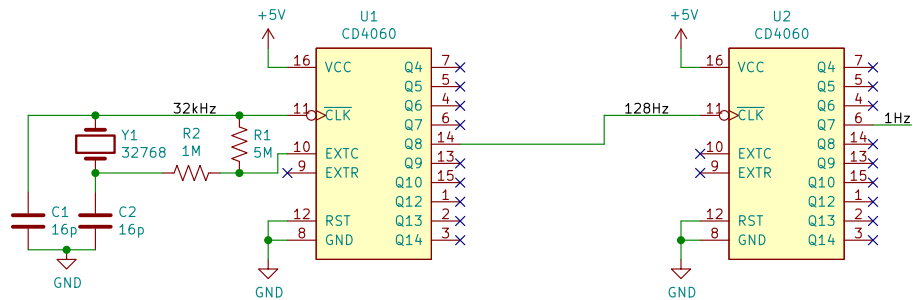 +5V
U1
CD4060
+5V
U2
CD4060
16 VCC Q4 7
Q5 5
Q6 4
32kHz 11 CLK Q7 6
Y1
32768
R2
1M
R1
5M
10 EXTC Q8 14
9 EXTR Q9 13
Q10 15
Q12 1
C1
16p
C2
16p
12 RST Q13 2
8 GND Q14 3
GND
GND
16 VCC Q4 7
Q5 5
Q6 4
128Hz 11 CLK Q7 6 1Hz
Q8 14
10 EXTC Q9 13
9 EXTR Q10 15
Q12 1
12 RST Q13 2
8 GND Q14 3
GND